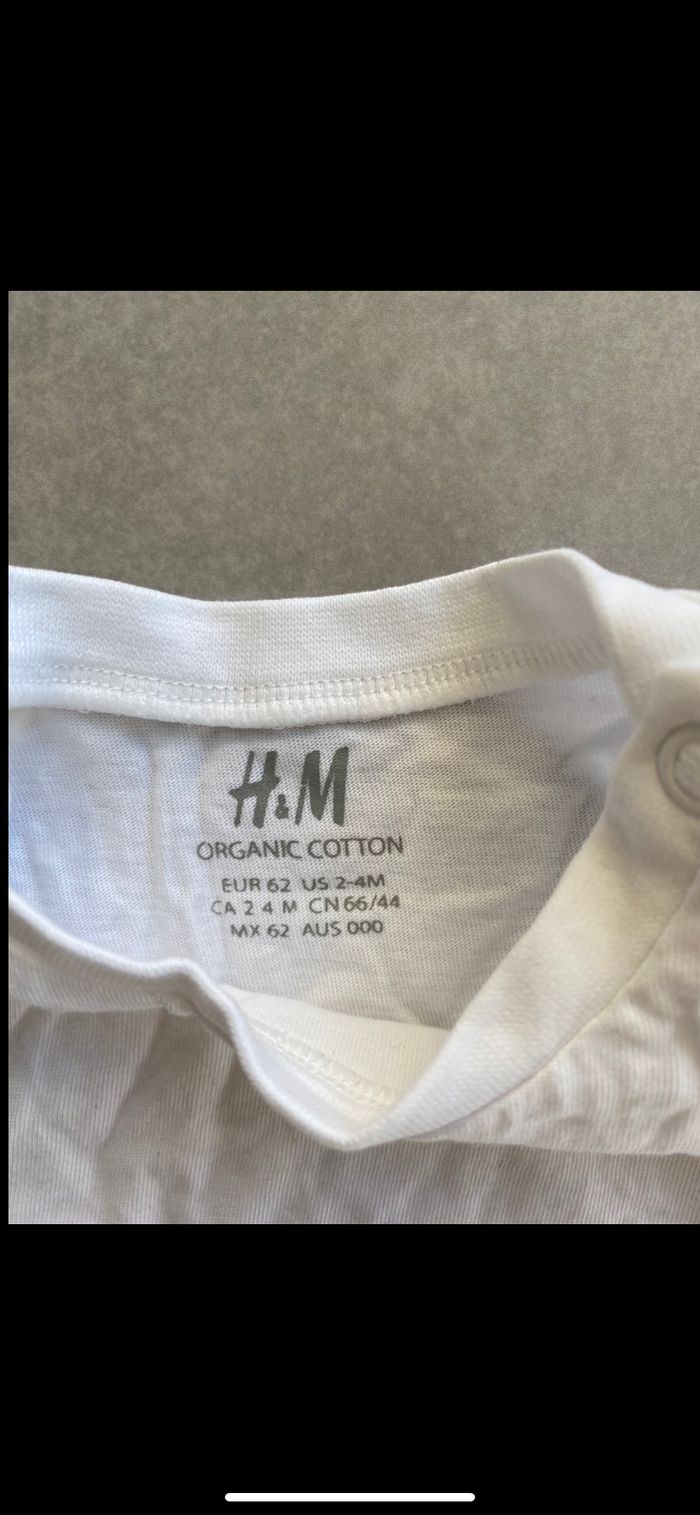 H&M
ORGANIC COTTON
EUR 62 US 2-4M
CA 2 4 M CN 66/44
MX 62 AUS 000